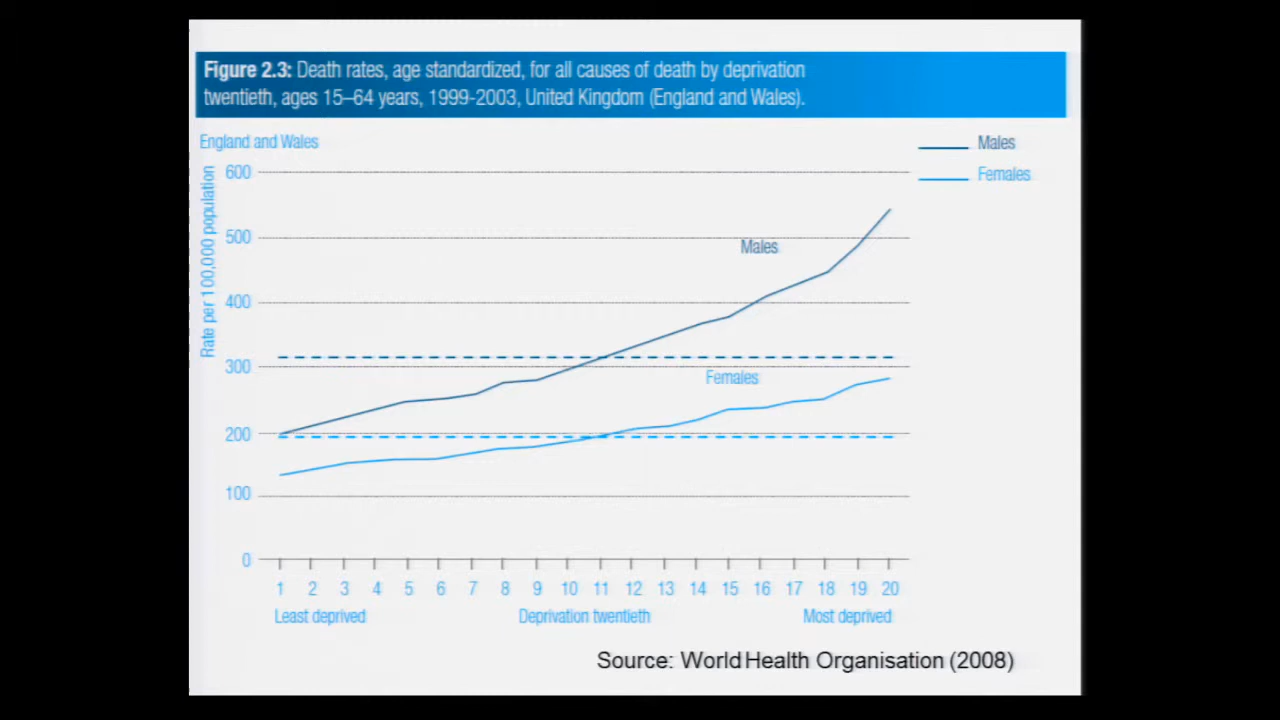 Figure 2.3: Death rates, age standardized, for all causes of death by deprivation
twentieth, ages 15–64 years, 1999-2003, United Kingdom (England and Wales).
England and Wales
Males
Females
Rate per 100,000 population
600
500
400
300
200
100
0
Males
Females
1 2 3 4 5 6 7 8 9 10 11 12 13 14 15 16 17 18 19 20
Least deprived Deprivation twentieth Most deprived
Source: World Health Organisation (2008)